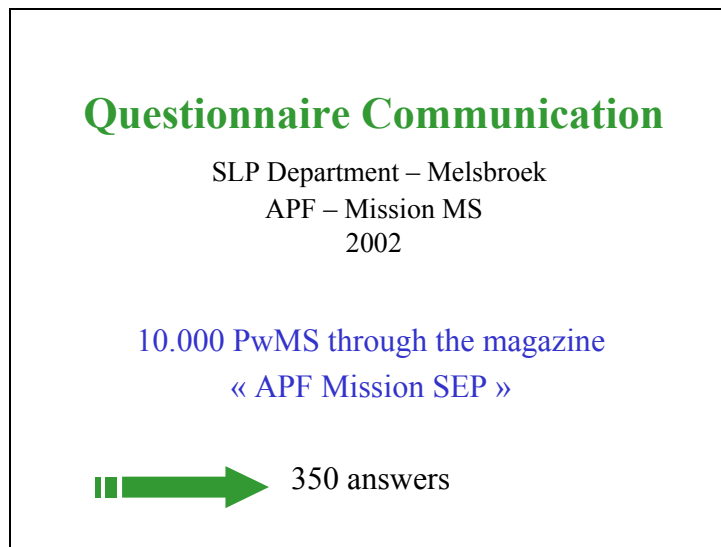 Questionnaire Communication
SLP Department – Melsbroek
APF – Mission MS
2002
10.000 PwMS through the magazine
« APF Mission SEP »
350 answers